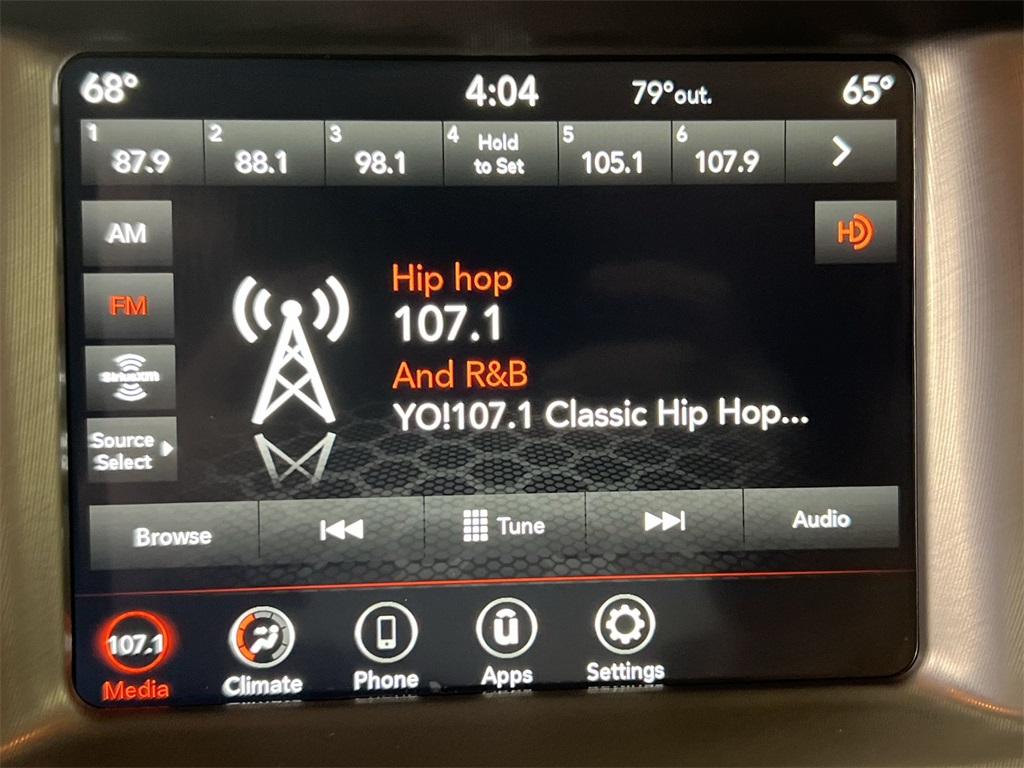 68° 4:04 79°out. 65°
1 87.9
2 88.1
3 98.1
4 Hold
to Set
5 105.1
6 107.9
AM
HD
FM
Hip hop
107.1
And R&B
YO!107.1 Classic Hip Hop...
SiriusXM
Source
Select
Browse
Tune
Audio
107.1
Media
Climate
Phone
Apps
Settings